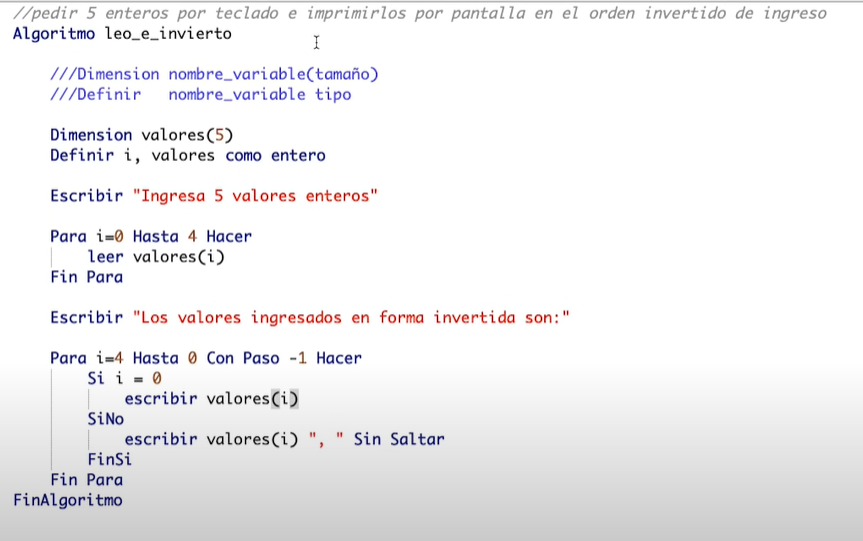 //pedir 5 enteros por teclado e imprimirlos por pantalla en el orden invertido de ingreso
Algoritmo leo_e_invierto
///Dimension nombre_variable(tamaño)
///Definir   nombre_variable tipo
Dimension valores(5)
Definir i, valores como entero
Escribir "Ingresa 5 valores enteros"
Para i=0 Hasta 4 Hacer
leer valores(i)
Fin Para
Escribir "Los valores ingresados en forma invertida son:"
Para i=4 Hasta 0 Con Paso -1 Hacer
Si i = 0
escribir valores(i)
SiNo
escribir valores(i) ", " Sin Saltar
FinSi
Fin Para
FinAlgoritmo